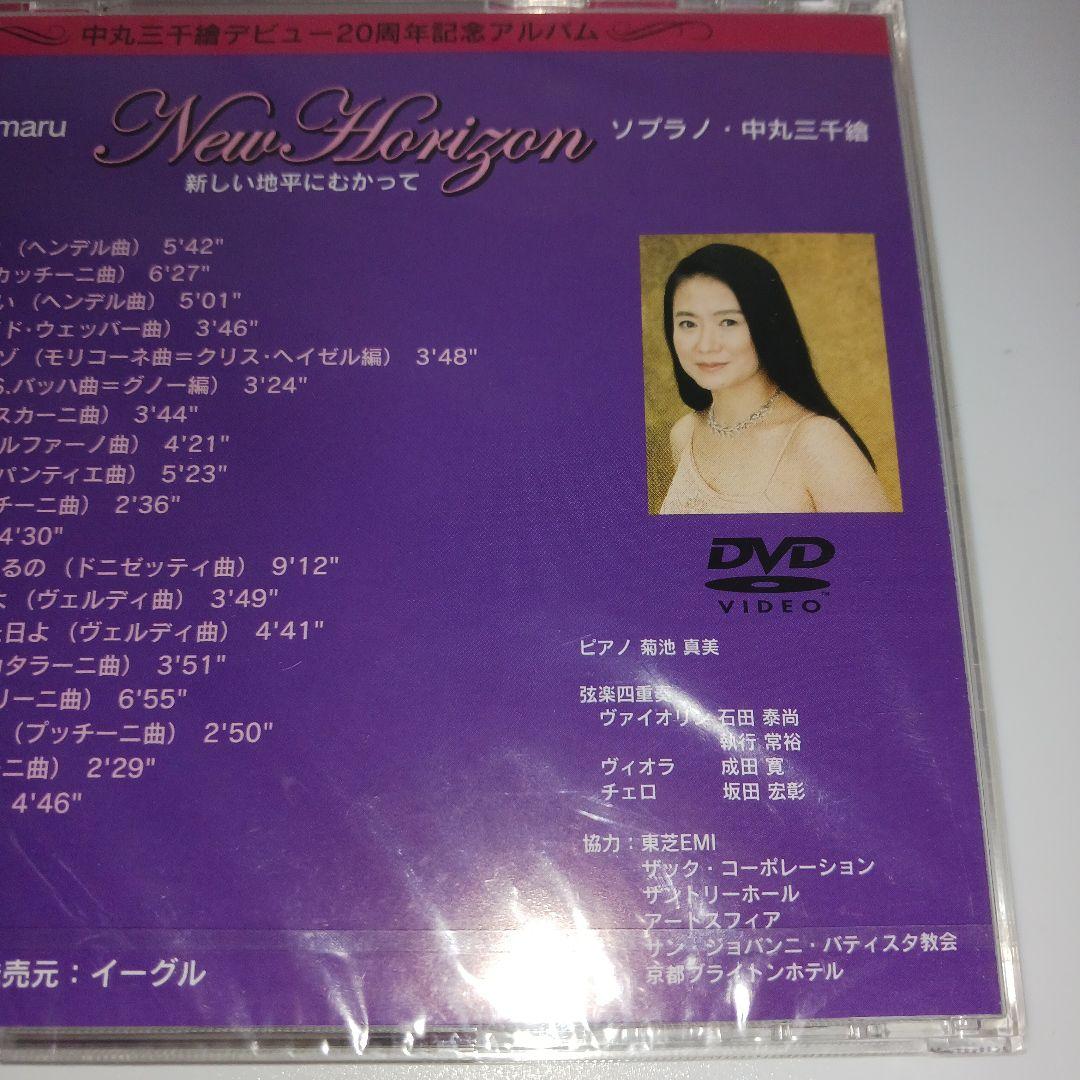 中丸三千繪デビュー20周年記念アルバム
maru
New Horizon
ソプラノ・中丸三千繪
新しい地平にむかって
（ヘンデル曲） 5'42"
カッチーニ曲） 6'27"
い（ヘンデル曲） 5'01"
ド・ウェッバー曲） 3'46"
ゾ（モリコーネ曲＝クリス・ヘイゼル編） 3'48"
S.バッハ曲＝グノー編） 3'24"
スカーニ曲） 3'44"
ルファーノ曲） 4'21"
パンティエ曲） 5'23"
チーニ曲） 2'36"
4'30"
るの（ドニゼッティ曲） 9'12"
よ（ヴェルディ曲） 3'49"
日よ（ヴェルディ曲） 4'41"
カタラーニ曲） 3'51"
リーニ曲） 6'55"
（プッチーニ曲） 2'50"
ニ曲） 2'29"
4'46"
DVD
VIDEO
TM
ピアノ 菊池 真美
弦楽四重奏
ヴァイオリン 石田 泰尚
執行 常裕
ヴィオラ 成田 寛
チェロ 坂田 宏彰
協力：東芝EMI
ザック・コーポレーション
サントリーホール
アートスフィア
サン・ジョバンニ・バティスタ教会
京都ブライトンホテル
売元：イーグル